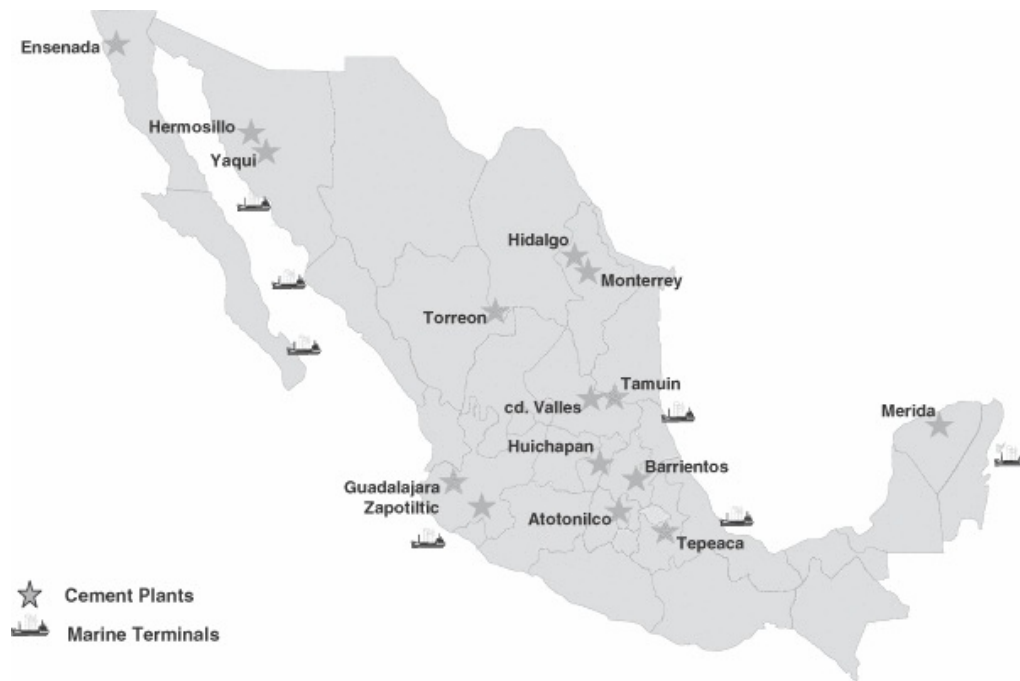 Ensenada
Hermosillo
Yaqui
Hidalgo
Monterrey
Torreon
Tamuin
cd. Valles
Merida
Huichapan
Barrientos
Guadalajara
Zapotiltic
Atotonilco
Tepeaca
Cement Plants
Marine Terminals